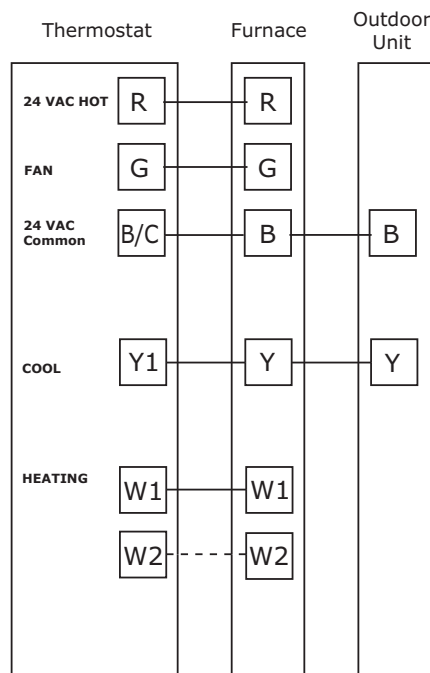 Thermostat Furnace Outdoor
Unit
24 VAC HOT R R
FAN G G
24 VAC
Common B/C B B
COOL Y1 Y Y
HEATING
W1 W1
W2 W2